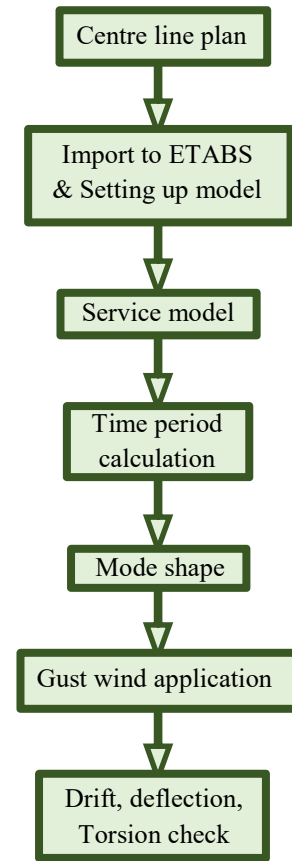 Centre line plan
Import to ETABS
& Setting up model
Service model
Time period
calculation
Mode shape
Gust wind application
Drift, deflection,
Torsion check